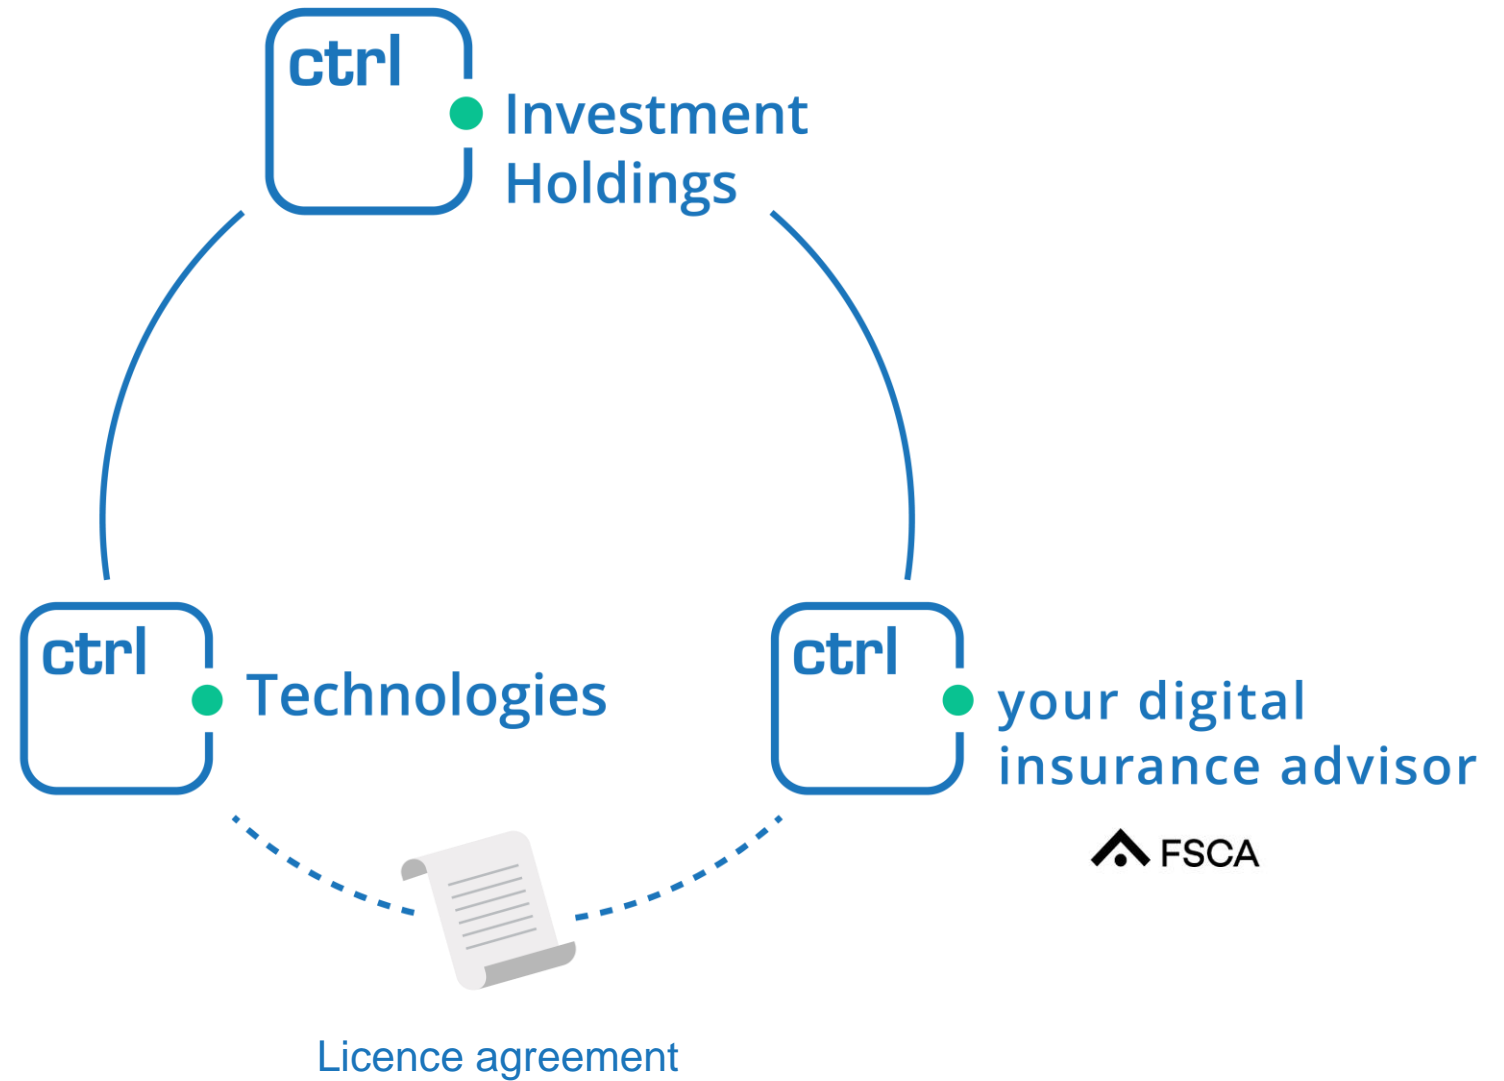 ctrl
Investment
Holdings
ctrl
Technologies
ctrl
your digital
insurance advisor
FSCA
Licence agreement